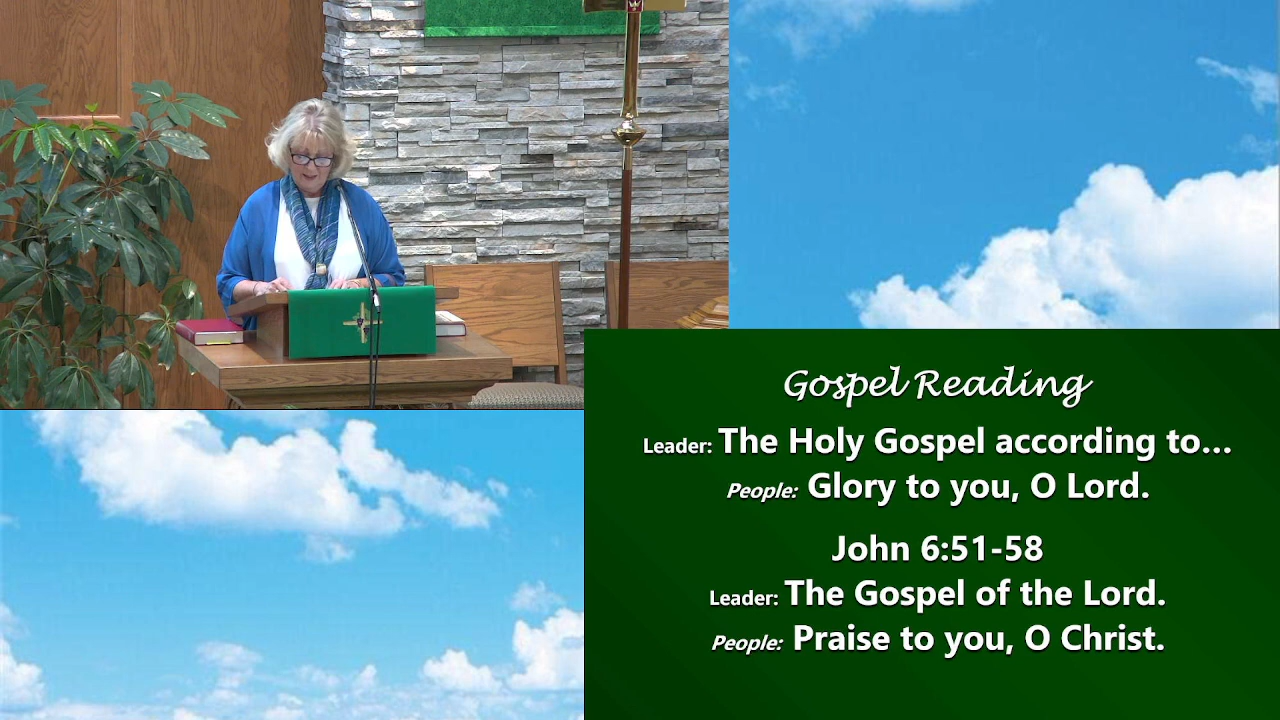 Gospel Reading
Leader: The Holy Gospel according to…
People: Glory to you, O Lord.
John 6:51-58
Leader: The Gospel of the Lord.
People: Praise to you, O Christ.